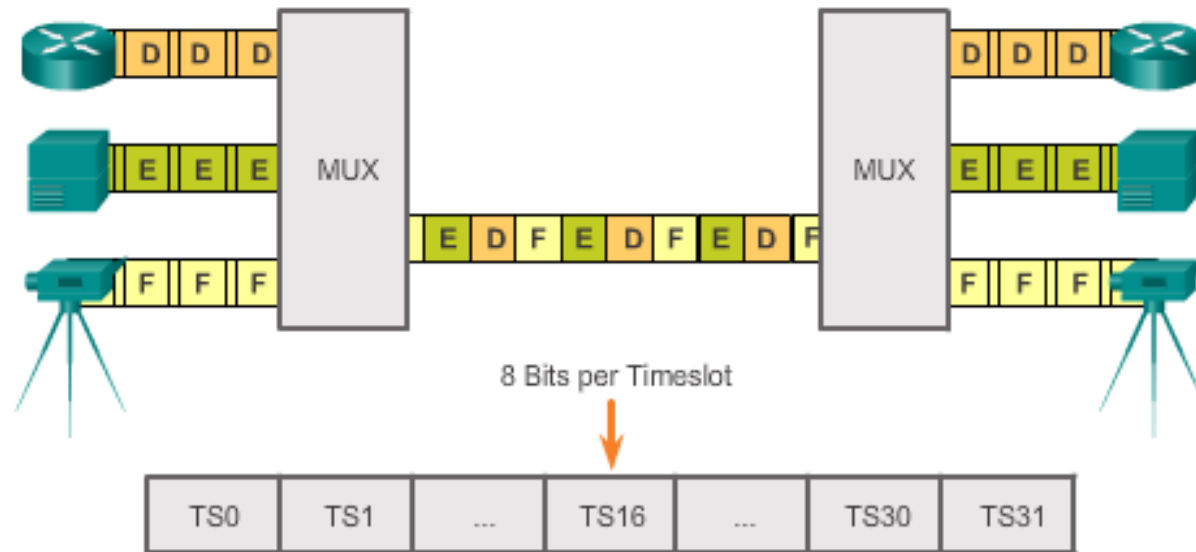 D D D D D D
MUX MUX
E E E E E E
E D F E D F E D F
F F F F F F
8 Bits per Timeslot
TS0 TS1 ... TS16 ... TS30 TS31